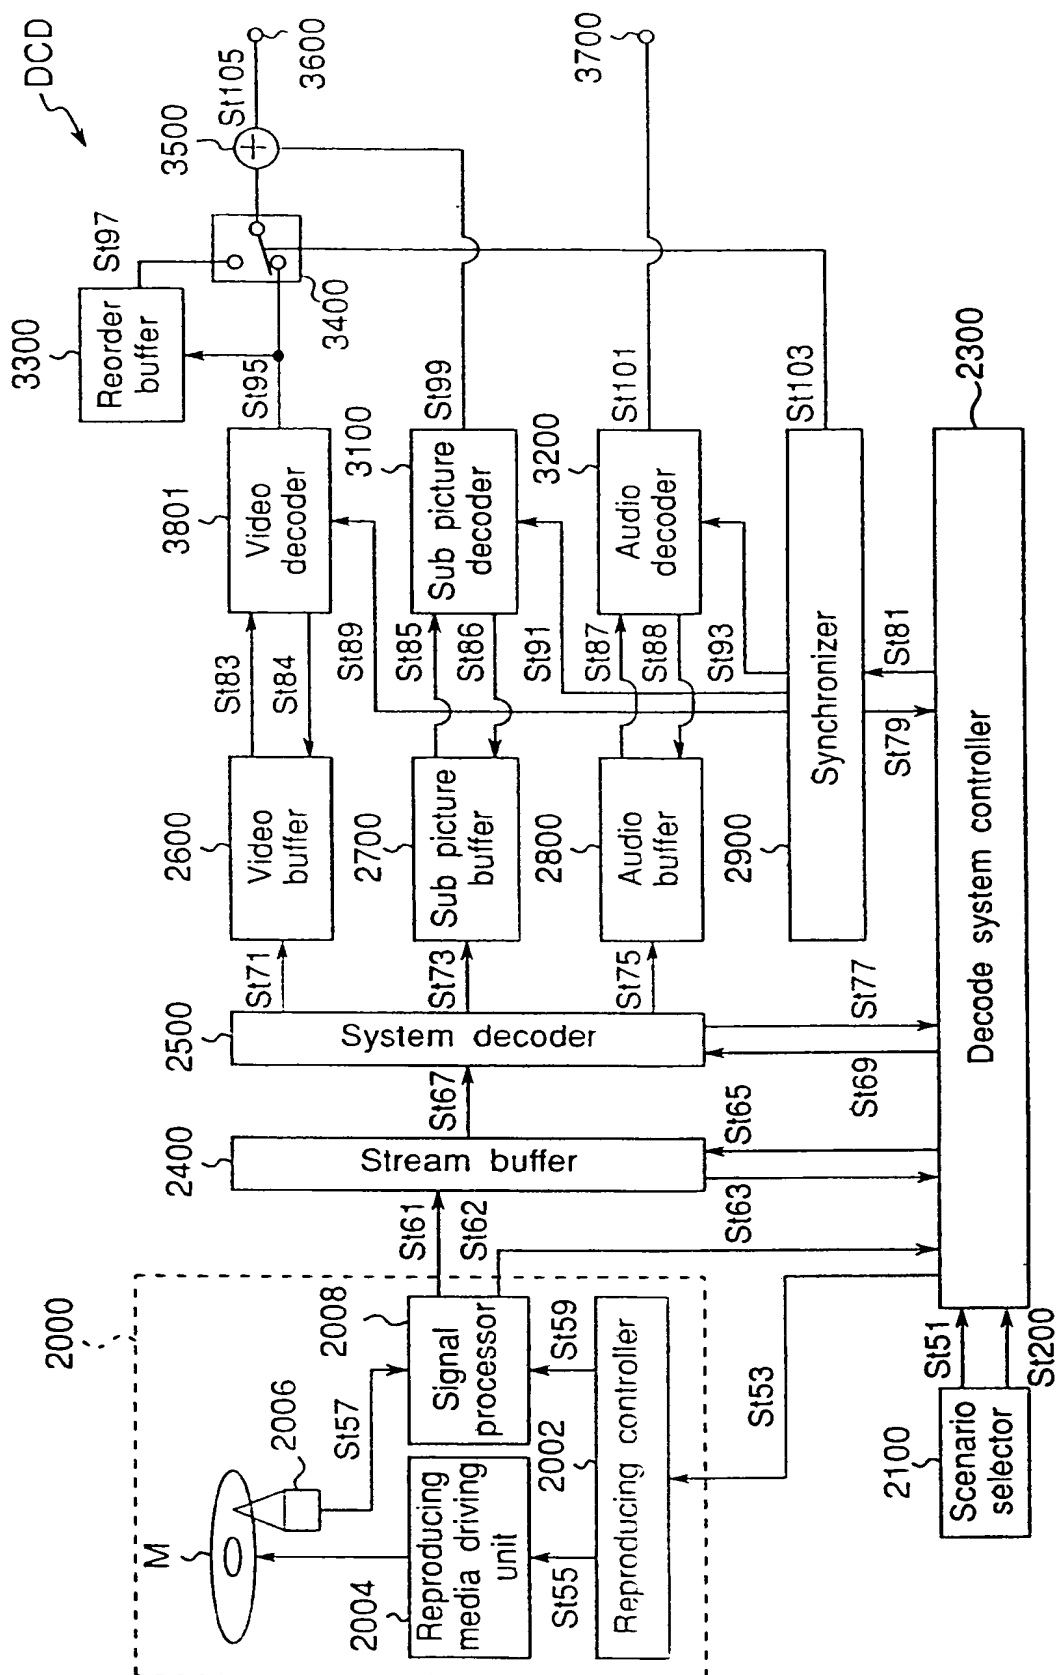 DCD
2000
M
2006
St57
2004
Reproducing
media driving
unit
2008
Signal
processor
St55
2002
St59
Reproducing controller
St53
St61
St62
2400
Stream buffer
St63
St65
St67
2500
System decoder
St69
St77
St71
St73
St75
2600
Video
buffer
2700
Sub picture
buffer
2800
Audio
buffer
St83
St84
St89
St85
St86
St91
St87
St88
St93
3801
Video
decoder
3100
Sub picture
decoder
3200
Audio
decoder
2900
Synchronizer
St79
St81
St95
St99
St101
St103
3300
Reorder
buffer
St97
3400
3500
St105
3600
3700
2100
Scenario
selector
St51
St200
Decode system controller
2300